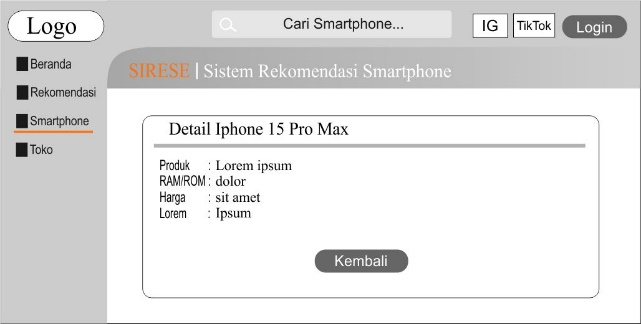 Logo
Cari Smartphone...
IG
TikTok
Login
Beranda
Rekomendasi
Smartphone
Toko
SIRESE | Sistem Rekomendasi Smartphone
Detail Iphone 15 Pro Max
Produk : Lorem ipsum
RAM/ROM : dolor
Harga : sit amet
Lorem : Ipsum
Kembali